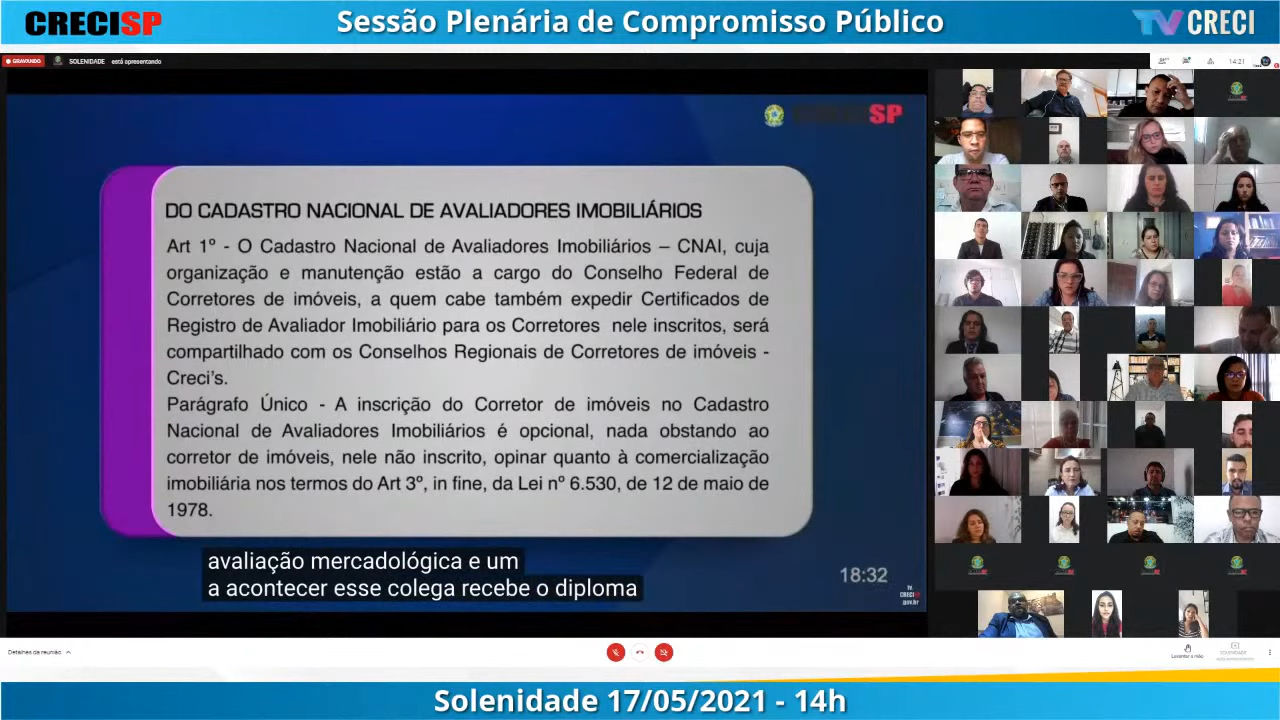 CRECISP
Sessão Plenária de Compromisso Público
TV CRECI
GRAVANDO
SOLENIDADE está apresentando
14:21
SP
DO CADASTRO NACIONAL DE AVALIADORES IMOBILIÁRIOS
Art 1º - O Cadastro Nacional de Avaliadores Imobiliários – CNAI, cuja
organização e manutenção estão a cargo do Conselho Federal de
Corretores de imóveis, a quem cabe também expedir Certificados de
Registro de Avaliador Imobiliário para os Corretores nele inscritos, será
compartilhado com os Conselhos Regionais de Corretores de imóveis -
Creci's.
Parágrafo Único - A inscrição do Corretor de imóveis no Cadastro
Nacional de Avaliadores Imobiliários é opcional, nada obstando ao
corretor de imóveis, nele não inscrito, opinar quanto à comercialização
imobiliária nos termos do Art 3º, in fine, da Lei nº 6.530, de 12 de maio de
1978.
avaliação mercadológica e um
a acontecer esse colega recebe o diploma
18:32
TV
CRECISP
.gov.br
Detalhes da reunião
Levantar a mão
SOLENIDADE
Solenidade 17/05/2021 - 14h